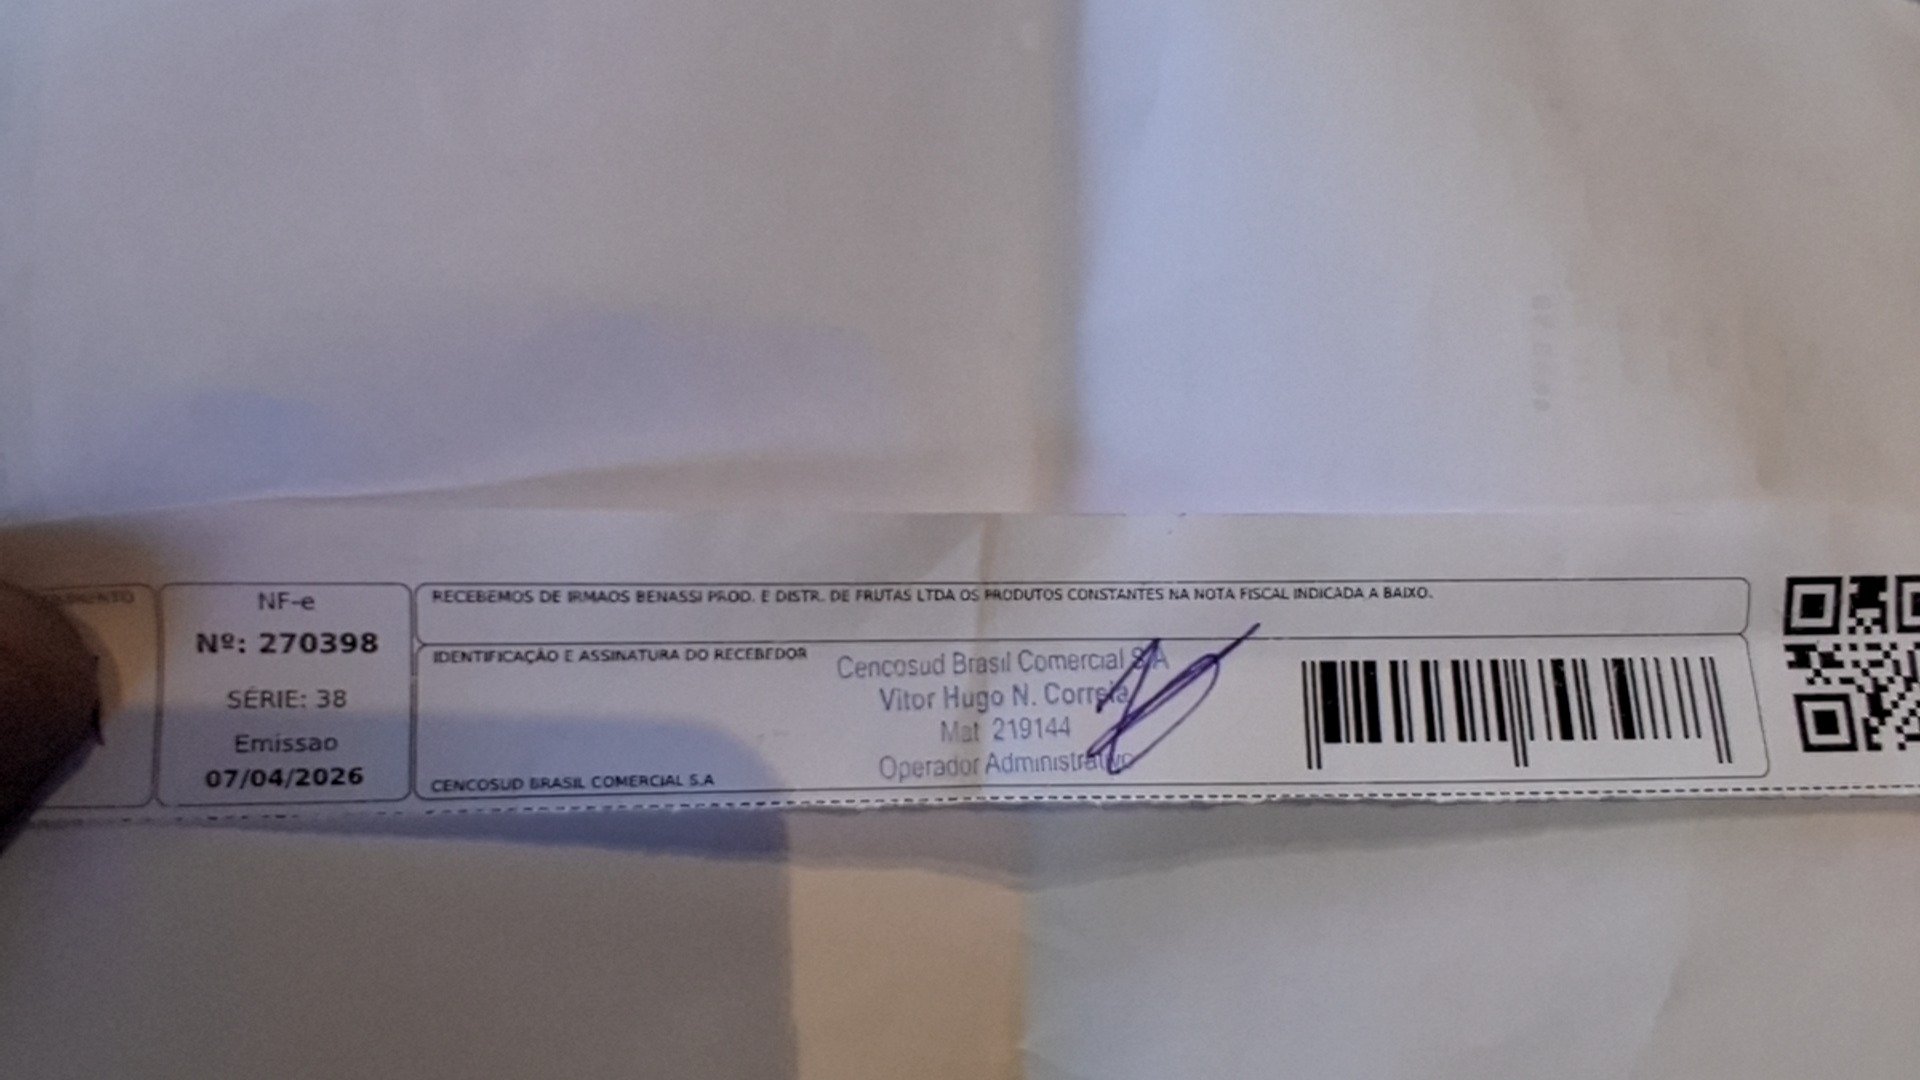 NF-e
Nº: 270398
SÉRIE: 38
Emissao
07/04/2026
RECEBEMOS DE IRMAOS BENASSI PROD. E DISTR. DE FRUTAS LTDA OS PRODUTOS CONSTANTES NA NOTA FISCAL INDICADA A BAIXO.
IDENTIFICAÇÃO E ASSINATURA DO RECEBEDOR
Cencosud Brasil Comercial S/A
Vitor Hugo N. Correia
Mat 219144
Operador Administrativo
CENCOSUD BRASIL COMERCIAL S.A